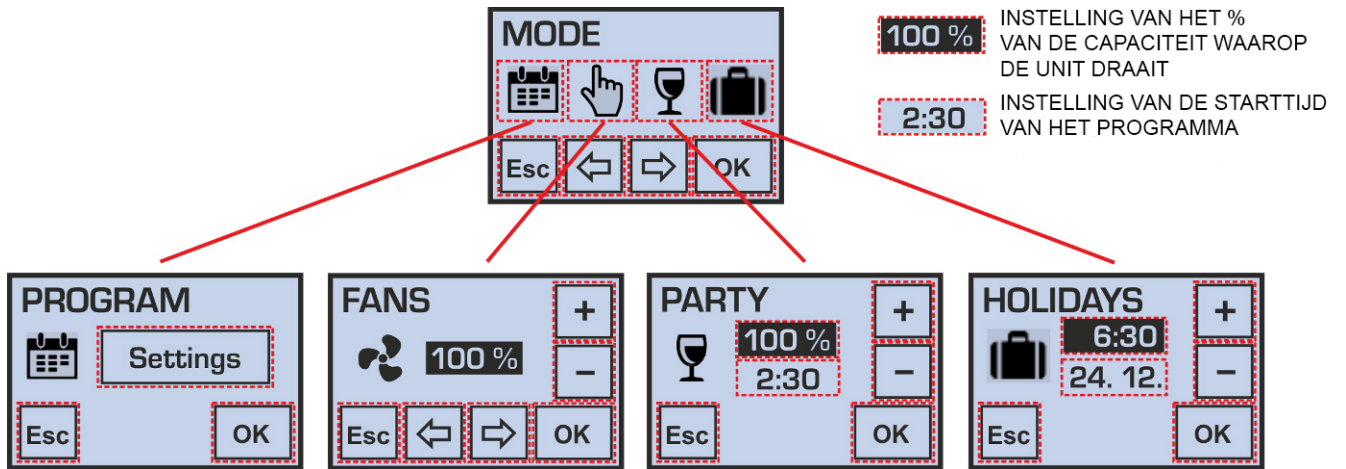 MODE
Esc
OK
100 %
INSTELLING VAN HET %
VAN DE CAPACITEIT WAAROP
DE UNIT DRAAIT
2:30
INSTELLING VAN DE STARTTIJD
VAN HET PROGRAMMA
PROGRAM
Settings
Esc
OK
FANS
+
100 %
−
Esc
OK
PARTY
+
100 %
2:30
−
Esc
OK
HOLIDAYS
+
6:30
24. 12.
−
Esc
OK